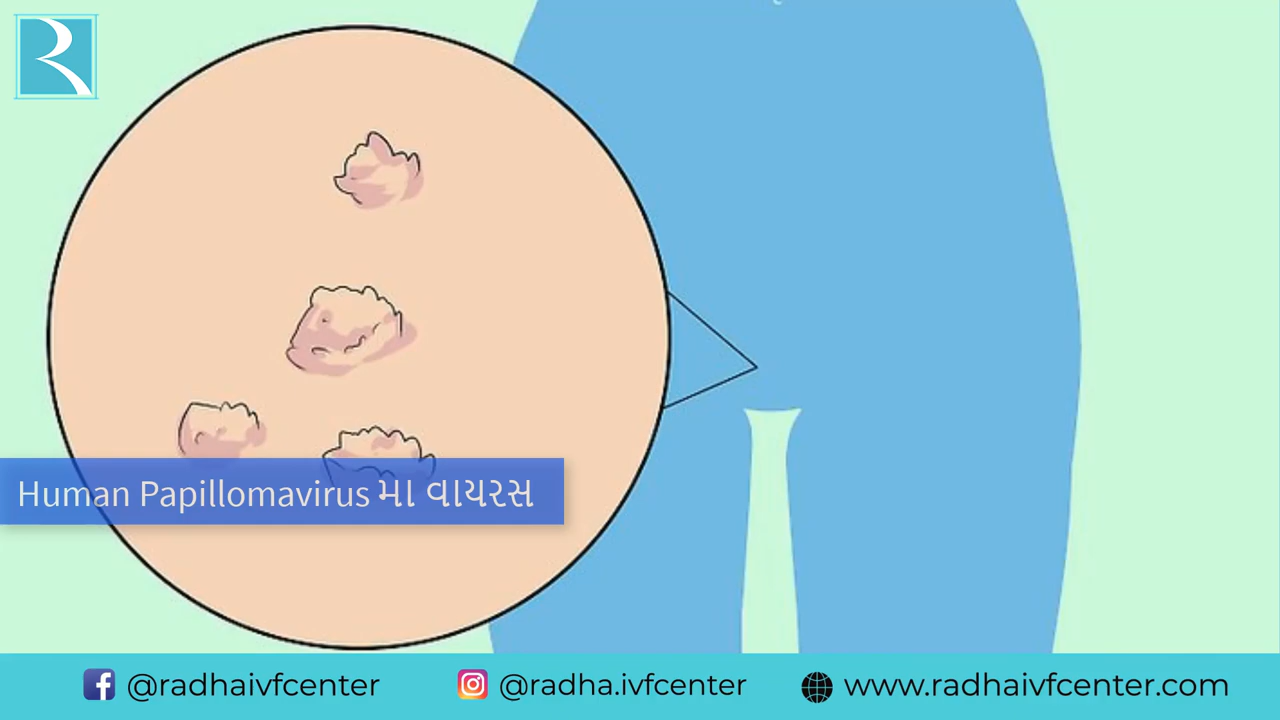 Human Papillomavirus મા વાયરસ
@radhaivfcenter
@radha.ivfcenter
www.radhaivfcenter.com